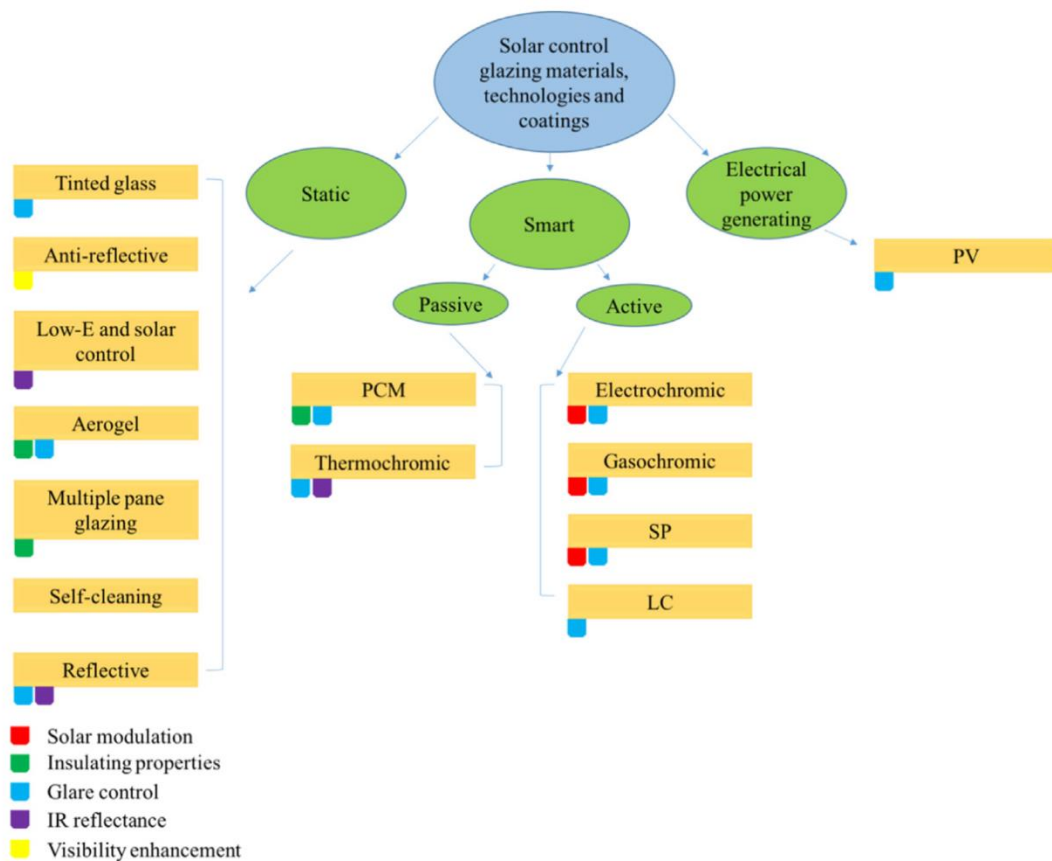 Solar control
glazing materials,
technologies and
coatings
Static
Smart
Electrical
power
generating
Passive
Active
Tinted glass
Anti-reflective
Low-E and solar
control
Aerogel
Multiple pane
glazing
Self-cleaning
Reflective
PCM
Thermochromic
Electrochromic
Gasochromic
SP
LC
PV
Solar modulation
Insulating properties
Glare control
IR reflectance
Visibility enhancement